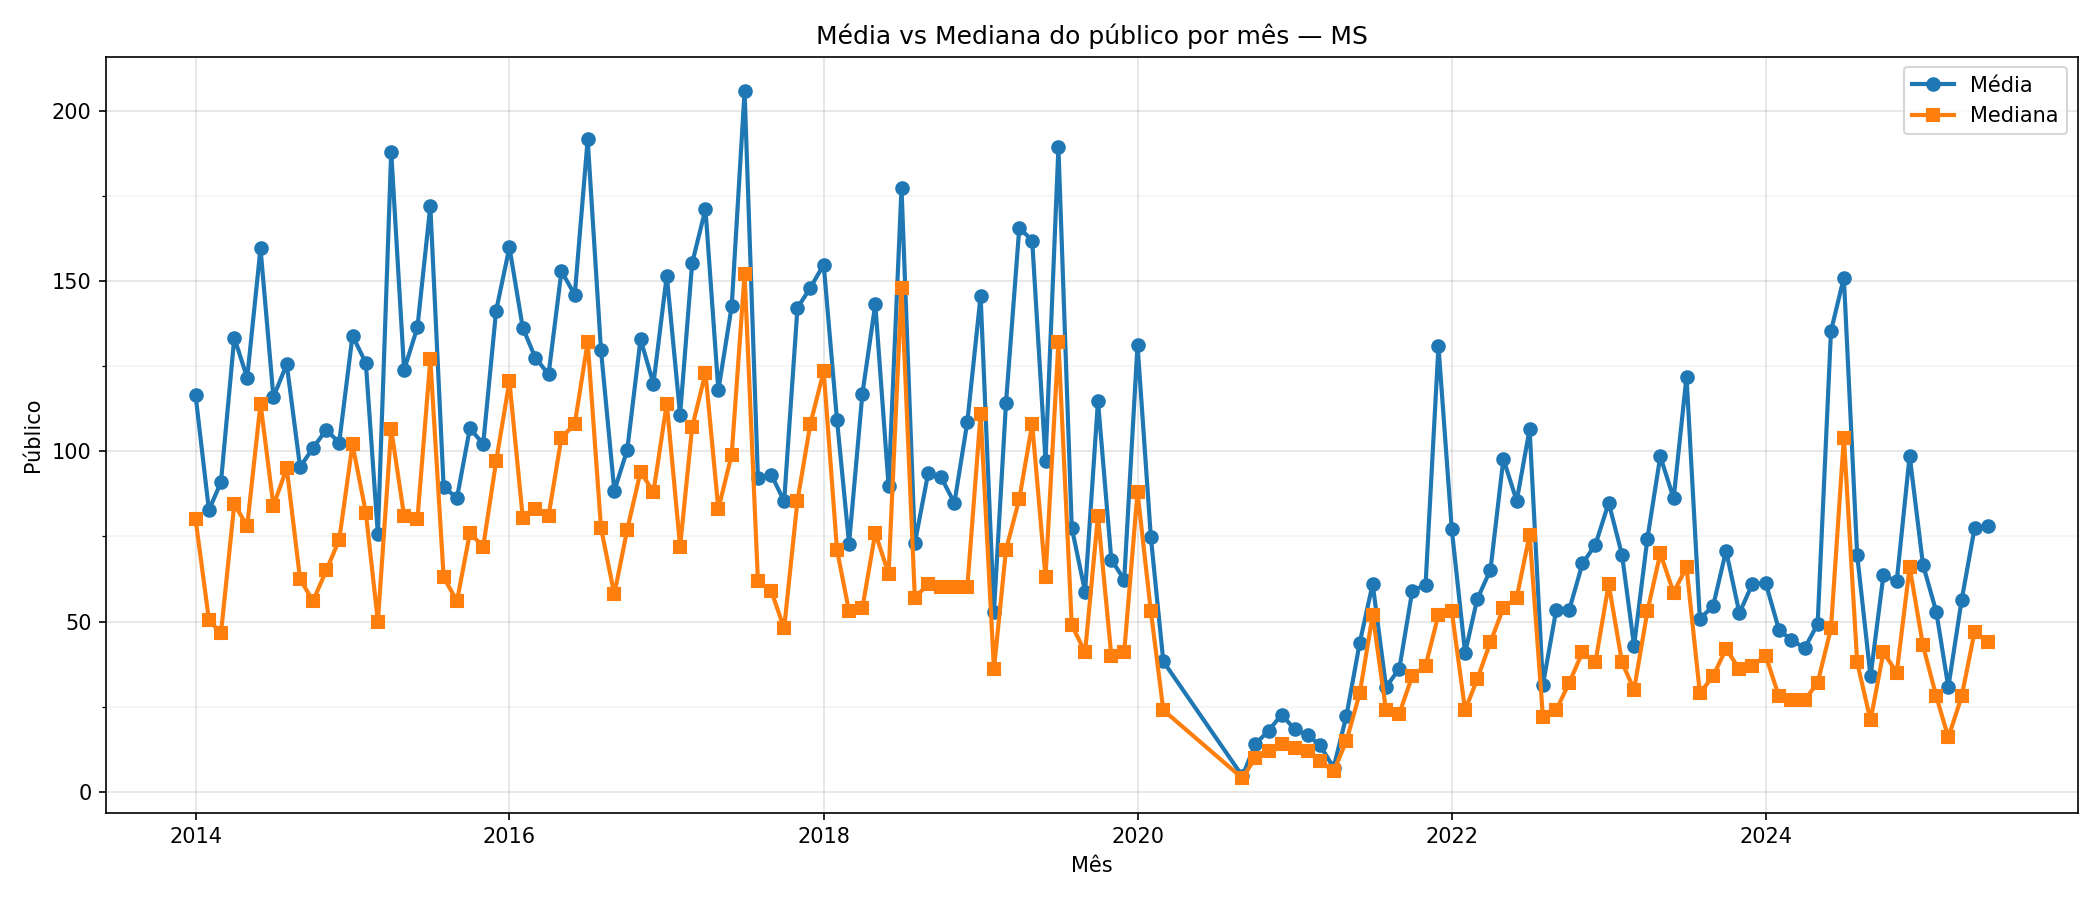 Média vs Mediana do público por mês — MS
Média
Mediana
Público
200
150
100
50
0
2014 2016 2018 2020 2022 2024
Mês